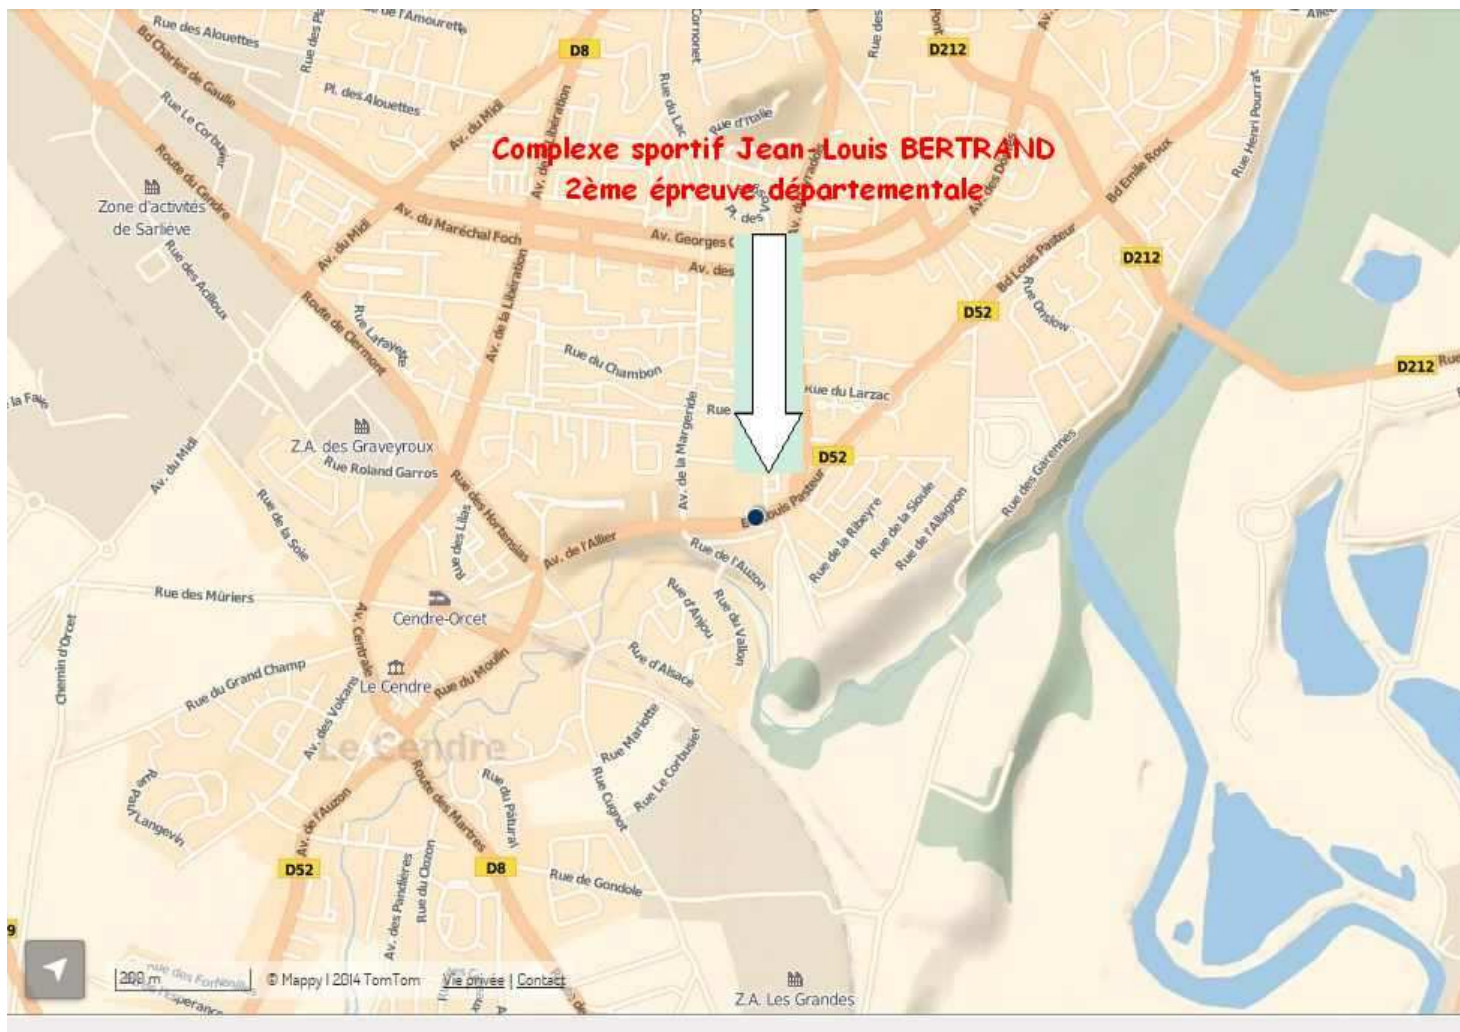 Rue des Alouettes
D8
D212
Bd Charles de Gaulle
Pl. des Alouettes
Av. du Midi
Av. de la Libération
Rue du Lac
Rue d'Italie
Rue Henri Pourrat
Rue Le Corbusier
Route du Cendre
Complexe sportif Jean-Louis BERTRAND
2ème épreuve départementale
Bd Emile Roux
Zone d'activités
de Sarliève
Av. du Maréchal Foch
Av. Georges
Av. des
Bd Louis Pasteur
D212
Av. du Midi
Rue des Acilloux
Av. de la Libération
Route de Clermont
Rue Lafayette
D52
Rue Onslow
Rue du Chambon
D212
Rue du Larzac
Rue
Av. de la Margeride
Z.A. des Graveyroux
Rue Roland Garros
D52
Av. du Midi
Rue des Hortensias
Rue des Garennes
Rue de la Soie
Rue des Lilas
Av. de l'Allier
Louis Pasteur
Rue de l'Auzon
Rue de la Ribeyre
Rue de la Sioule
Rue de l'Allagnon
Rue des Mûriers
Cendre-Orcet
Rue d'Anjou
Rue du Vallon
Chemin d'Orcet
Av. Centrale
Rue du Grand Champ
Le Cendre
Rue du Moulin
Rue d'Alsace
Av. des Volcans
Le Cendre
Rue Mariotte
Rue Le Corbusier
Rue Cugnot
Rue Paul
Langevin
Av. de l'Auzon
Route des Martres
Rue du Pâtural
D52
D8
Rue de Gondole
Av. des Pandières
Rue du Clozon
9
200 m
© Mappy | 2014 TomTom
Vie privée | Contact
Z.A. Les Grandes